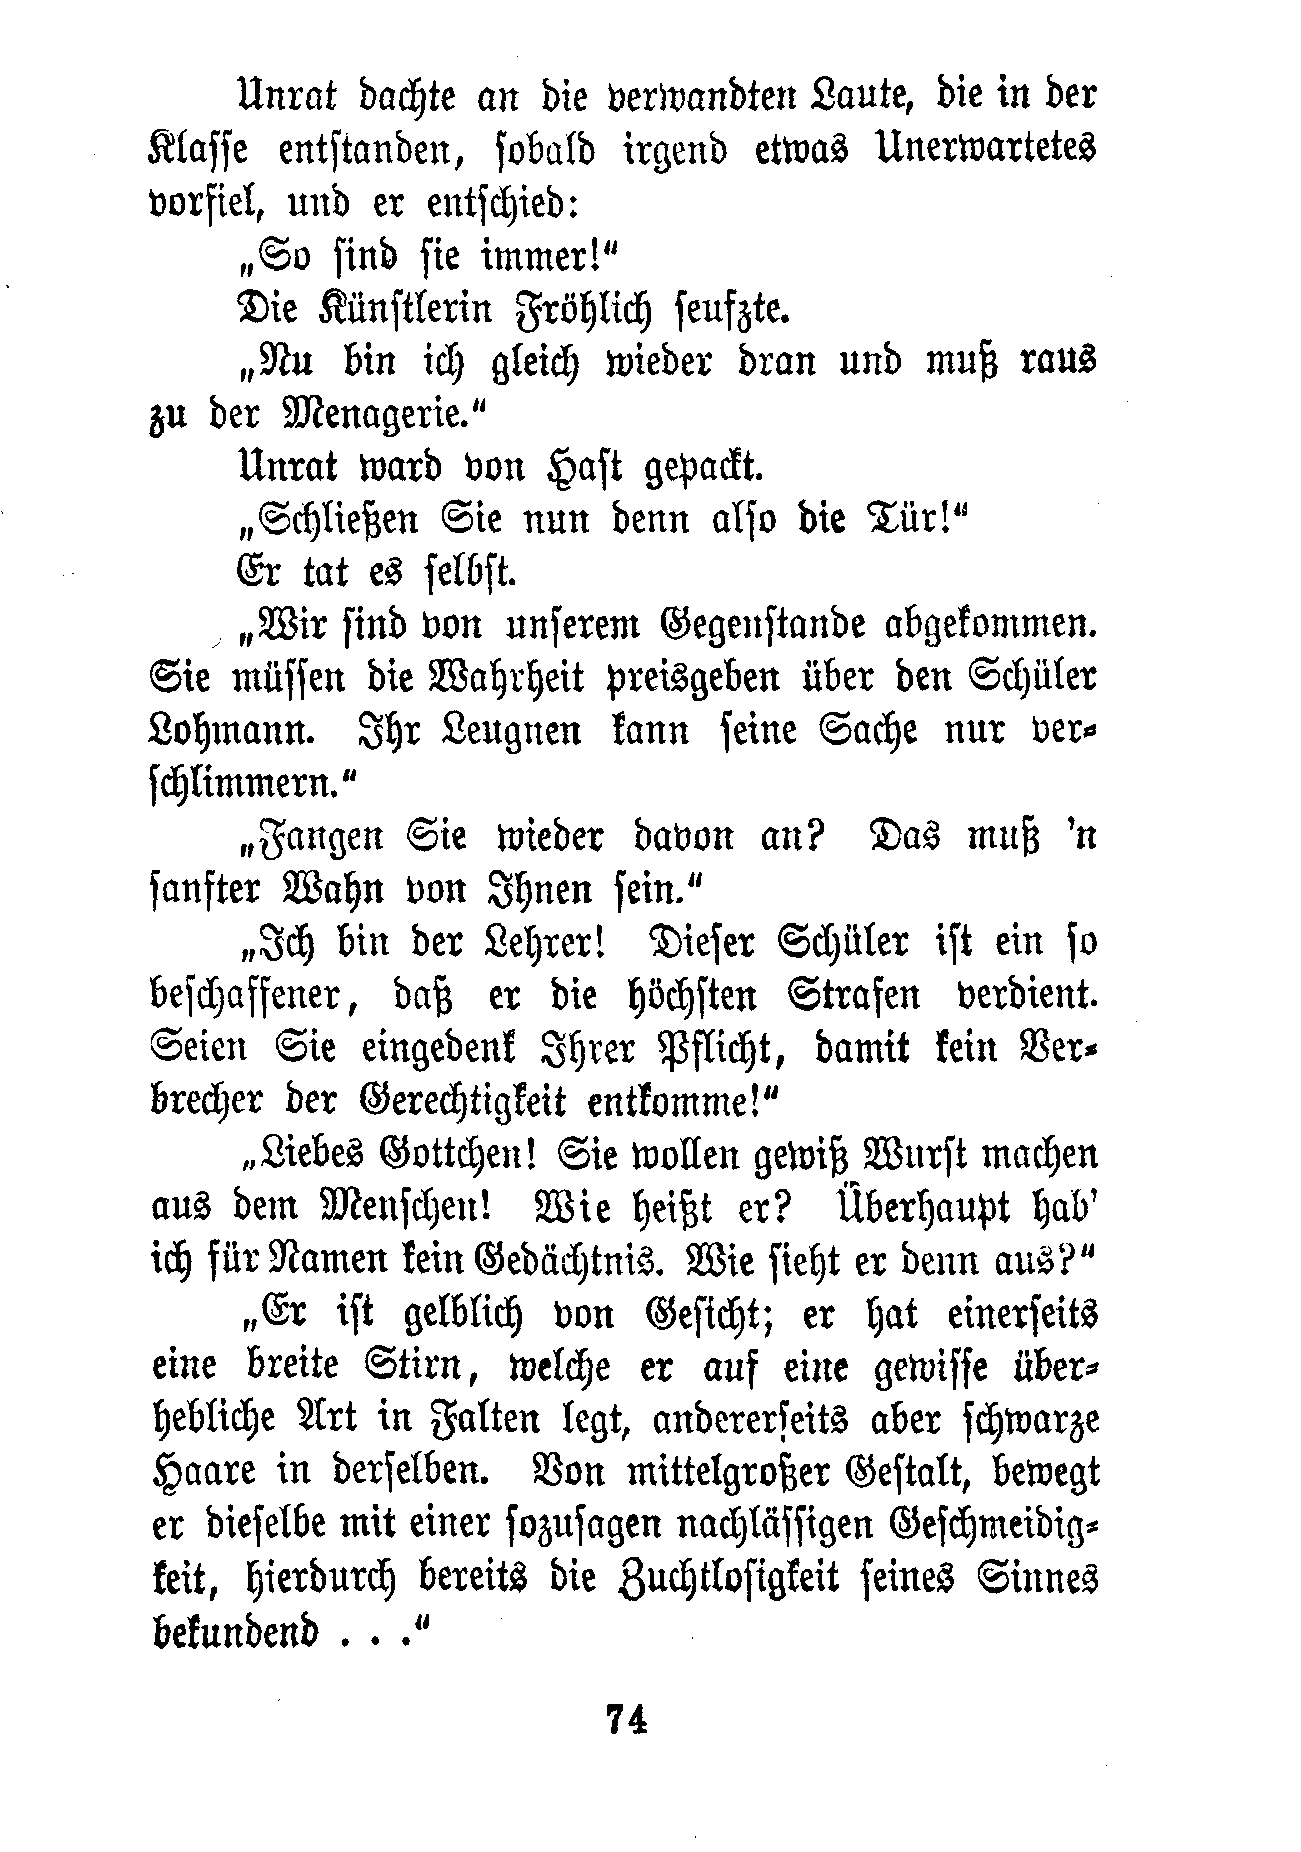 Unrat dachte an die verwandten Laute, die in der
Klasse entstanden, sobald irgend etwas Unerwartetes
vorfiel, und er entschied:
„So sind sie immer!“
Die Künstlerin Fröhlich seufzte.
„Nu bin ich gleich wieder dran und muß raus
zu der Menagerie.“
Unrat ward von Hast gepackt.
„Schließen Sie nun denn also die Tür!“
Er tat es selbst.
„Wir sind von unserem Gegenstande abgekommen.
Sie müssen die Wahrheit preisgeben über den Schüler
Lohmann. Ihr Leugnen kann seine Sache nur ver-
schlimmern.“
„Fangen Sie wieder davon an? Das muß ’n
sanfter Wahn von Ihnen sein.“
„Ich bin der Lehrer! Dieser Schüler ist ein so
beschaffener, daß er die höchsten Strafen verdient.
Seien Sie eingedenk Ihrer Pflicht, damit kein Ver-
brecher der Gerechtigkeit entkomme!“
„Liebes Gottchen! Sie wollen gewiß Wurst machen
aus dem Menschen! Wie heißt er? Überhaupt hab’
ich für Namen kein Gedächtnis. Wie sieht er denn aus?“
„Er ist gelblich von Gesicht; er hat einerseits
eine breite Stirn, welche er auf eine gewisse über-
hebliche Art in Falten legt, andererseits aber schwarze
Haare in derselben. Von mittelgroßer Gestalt, bewegt
er dieselbe mit einer sozusagen nachlässigen Geschmeidig-
keit, hierdurch bereits die Zuchtlosigkeit seines Sinnes
bekundend . . .“
74